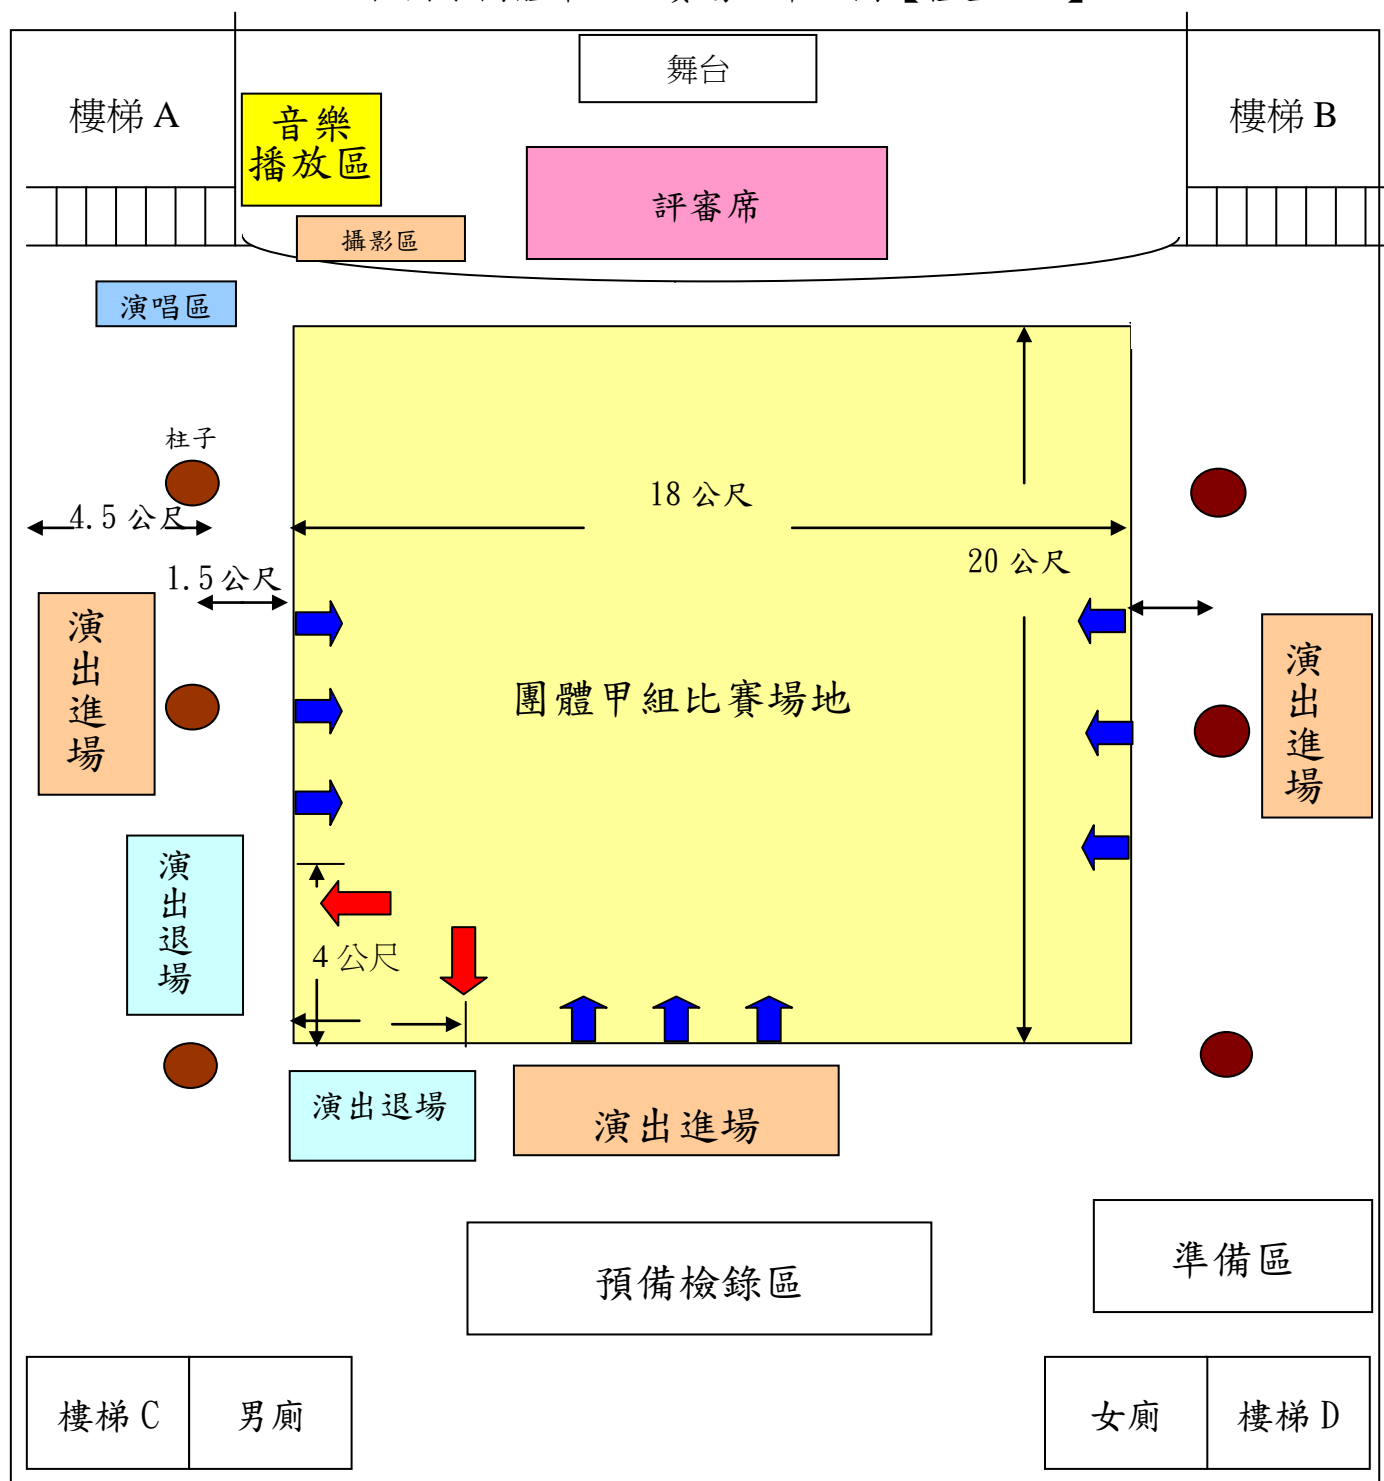 舞台
樓梯 A
樓梯 B
音樂
播放區
評審席
攝影區
演唱區
柱子
18 公尺
4.5 公尺
20 公尺
1.5 公尺
演出進場
演出進場
團體甲組比賽場地
演出退場
4 公尺
演出退場
演出進場
預備檢錄區
準備區
樓梯 C
男廁
女廁
樓梯 D